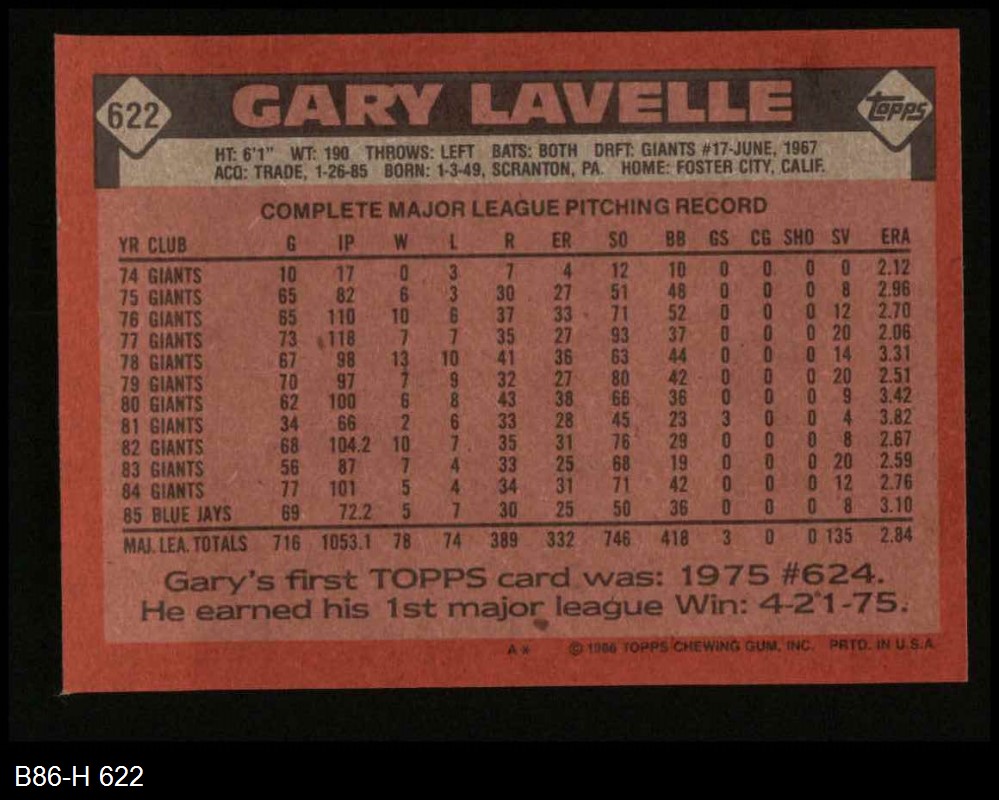 622 GARY LAVELLE Topps
HT: 6'1" WT: 190 THROWS: LEFT BATS: BOTH DRFT: GIANTS #17-JUNE, 1967
ACQ: TRADE, 1-26-85 BORN: 1-3-49, SCRANTON, PA. HOME: FOSTER CITY, CALIF.
COMPLETE MAJOR LEAGUE PITCHING RECORD
YR CLUB G IP W L R ER SO BB GS CG SHO SV ERA
74 GIANTS 10 17 0 3 7 4 12 10 0 0 0 0 2.12
75 GIANTS 65 82 6 3 30 27 51 48 0 0 0 8 2.96
76 GIANTS 65 110 10 6 37 33 71 52 0 0 0 12 2.70
77 GIANTS 73 118 7 7 35 27 93 37 0 0 0 20 2.06
78 GIANTS 67 98 13 10 41 36 63 44 0 0 0 14 3.31
79 GIANTS 70 97 7 9 32 27 80 42 0 0 0 20 2.51
80 GIANTS 62 100 6 8 43 38 66 36 0 0 0 9 3.42
81 GIANTS 34 66 2 6 33 28 45 23 3 0 0 4 3.82
82 GIANTS 68 104.2 10 7 35 31 76 29 0 0 0 8 2.67
83 GIANTS 56 87 7 4 33 25 68 19 0 0 0 20 2.59
84 GIANTS 77 101 5 4 34 31 71 42 0 0 0 12 2.76
85 BLUE JAYS 69 72.2 5 7 30 25 50 36 0 0 0 8 3.10
MAJ. LEA. TOTALS 716 1053.1 78 74 389 332 746 418 3 0 0 135 2.84
Gary's first TOPPS card was: 1975 #624.
He earned his 1st major league Win: 4-21-75.
A* © 1986 TOPPS CHEWING GUM, INC. PRTD. IN U.S.A.
B86-H 622